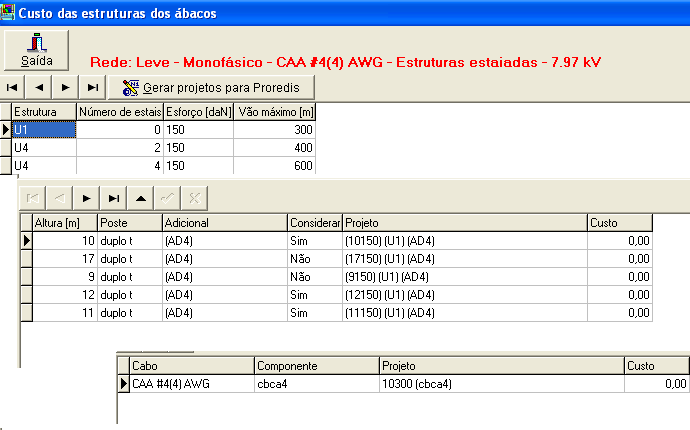 Custo das estruturas dos ábacos
Saída
Rede: Leve - Monofásico - CAA #4(4) AWG - Estruturas estaiadas - 7.97 kV
Gerar projetos para Proredis
Estrutura Número de estais Esforço [daN] Vão máximo [m]
U1 0 150 300
U4 2 150 400
U4 4 150 600
Altura [m] Poste Adicional Considerar Projeto Custo
10 duplo t (AD4) Sim (10150) (U1) (AD4) 0,00
17 duplo t (AD4) Não (17150) (U1) (AD4) 0,00
9 duplo t (AD4) Não (9150) (U1) (AD4) 0,00
12 duplo t (AD4) Sim (12150) (U1) (AD4) 0,00
11 duplo t (AD4) Sim (11150) (U1) (AD4) 0,00
Cabo Componente Projeto Custo
CAA #4(4) AWG cbca4 10300 (cbca4) 0,00